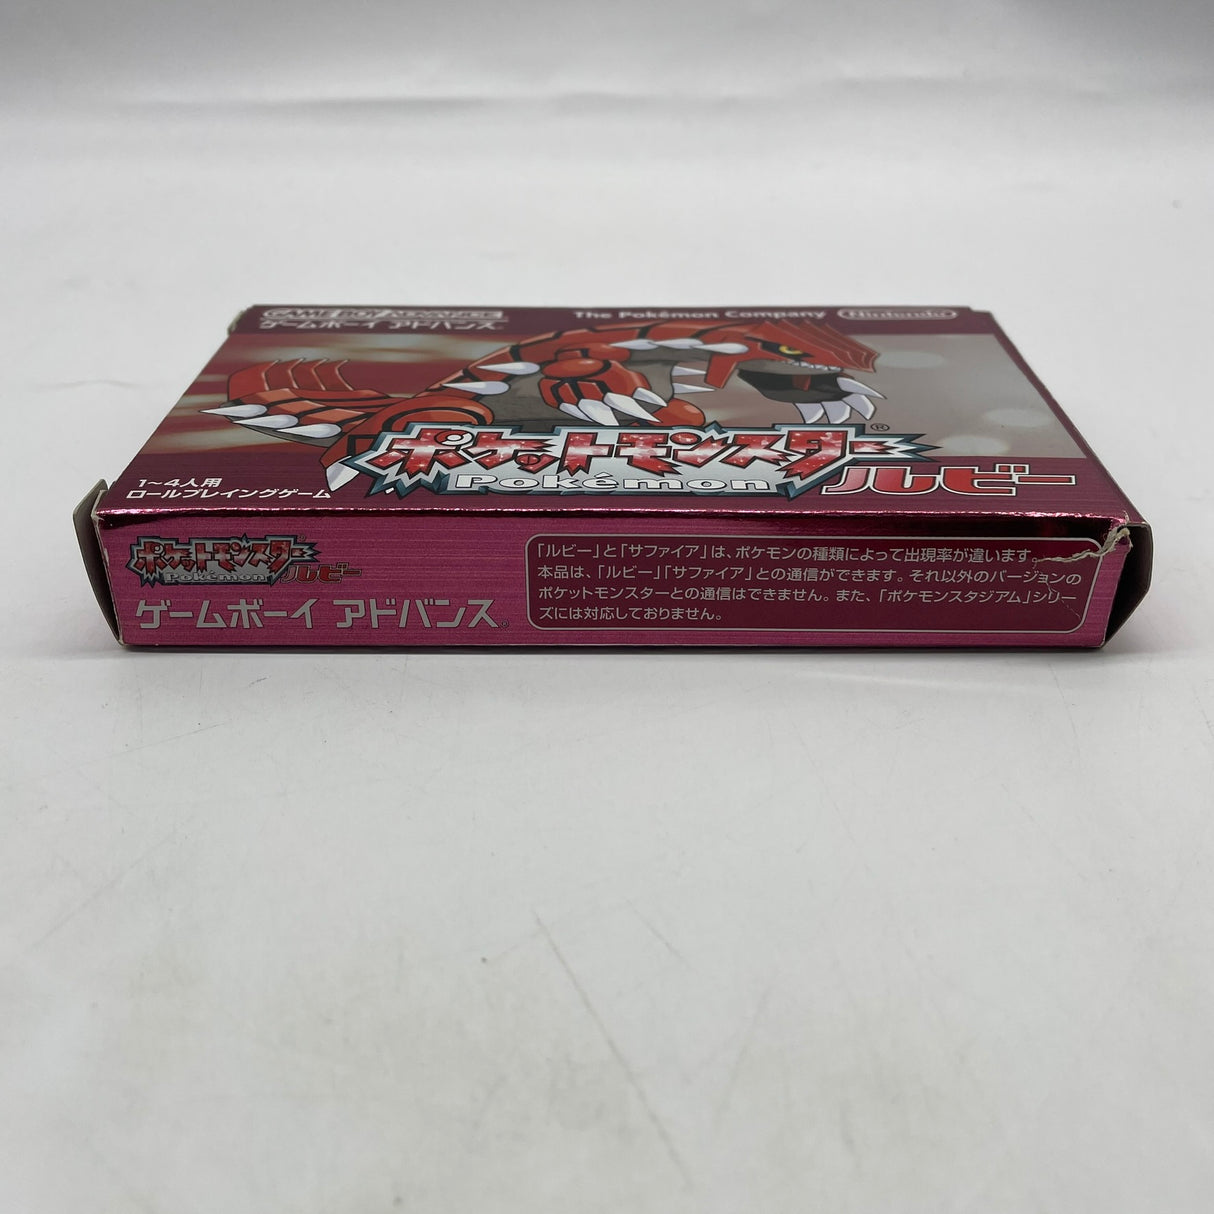 GAME BOY ADVANCE
ゲームボーイ アドバンス
The Pokémon Company
Nintendo
ポケットモンスター®
Pokémon
ルビー
1〜4人用
ロールプレイングゲーム
ポケットモンスター
Pokémon
ルビー
ゲームボーイ アドバンス®
「ルビー」と「サファイア」は、ポケモンの種類によって出現率が違います。
本品は、「ルビー」「サファイア」との通信ができます。それ以外のバージョンの
ポケットモンスターとの通信はできません。また、「ポケモンスタジアム」シリー
ズには対応しておりません。